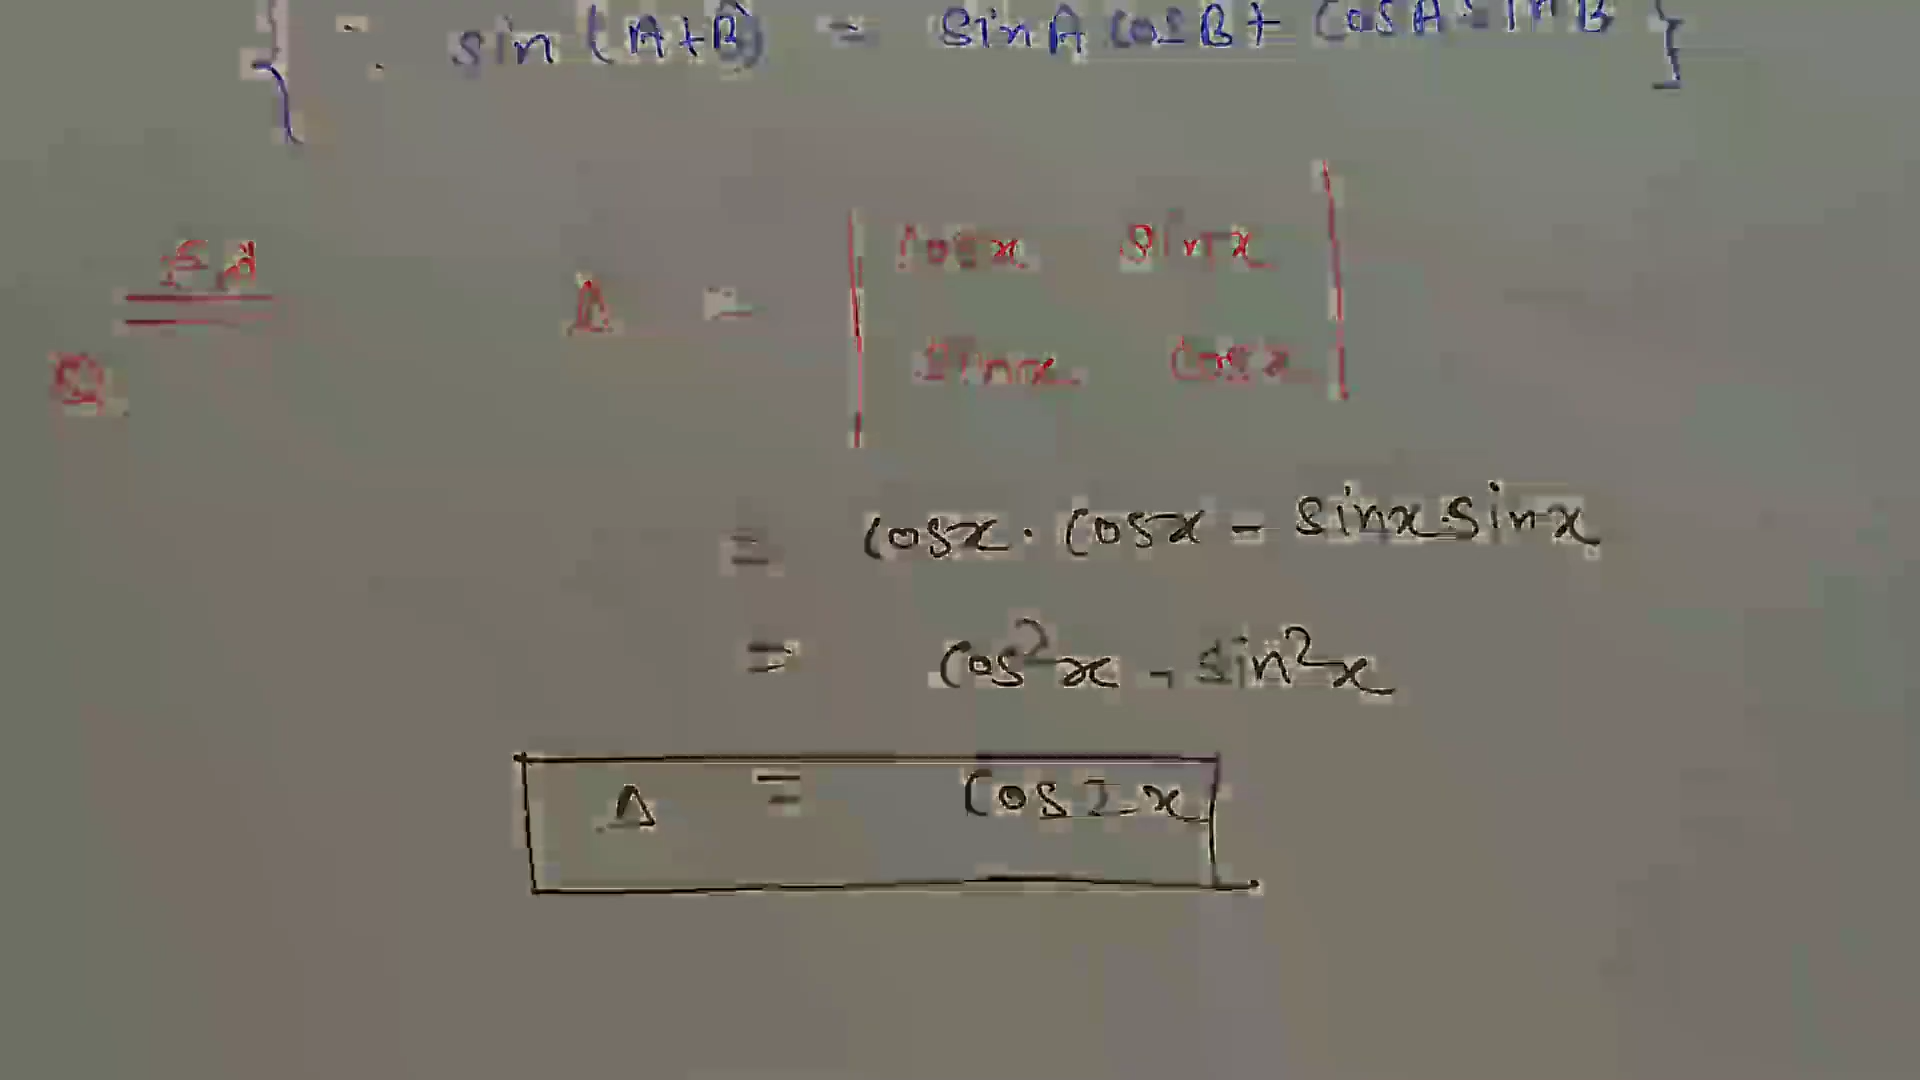 { ∵ sin (A+B) = sinA cosB + cosA sinB }
Δ = | cosx sinx |
| sinx cosx |
= cosx . cosx - sinx.sinx
= cos²x - sin²x
Δ = cos2x